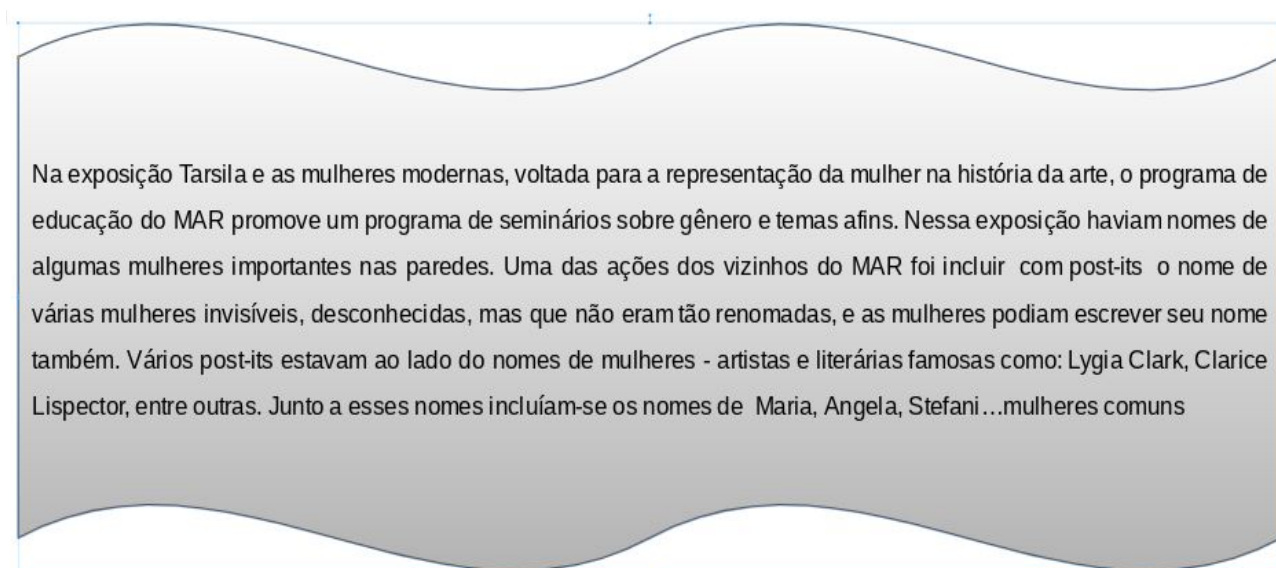 Na exposição Tarsila e as mulheres modernas, voltada para a representação da mulher na história da arte, o programa de
educação do MAR promove um programa de seminários sobre gênero e temas afins. Nessa exposição haviam nomes de
algumas mulheres importantes nas paredes. Uma das ações dos vizinhos do MAR foi incluir com post-its o nome de
várias mulheres invisíveis, desconhecidas, mas que não eram tão renomadas, e as mulheres podiam escrever seu nome
também. Vários post-its estavam ao lado do nomes de mulheres - artistas e literárias famosas como: Lygia Clark, Clarice
Lispector, entre outras. Junto a esses nomes incluíam-se os nomes de Maria, Angela, Stefani…mulheres comuns